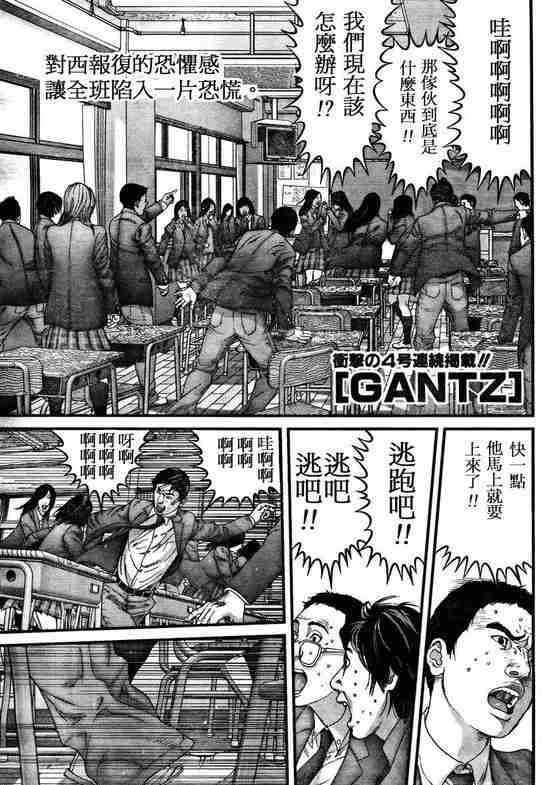 哇啊啊啊啊啊
那傢伙到底是
什麼東西!!
我們現在該
怎麼辦呀!?
對西報復的恐懼感
讓全班陷入一片恐慌。
衝撃の4号連続掲載!!
[GANTZ]
快一點
他馬上就要
上來了!!
逃跑吧!!
逃吧!!
逃吧
哇啊啊
啊啊
啊啊
呀啊
啊啊啊
啊啊啊